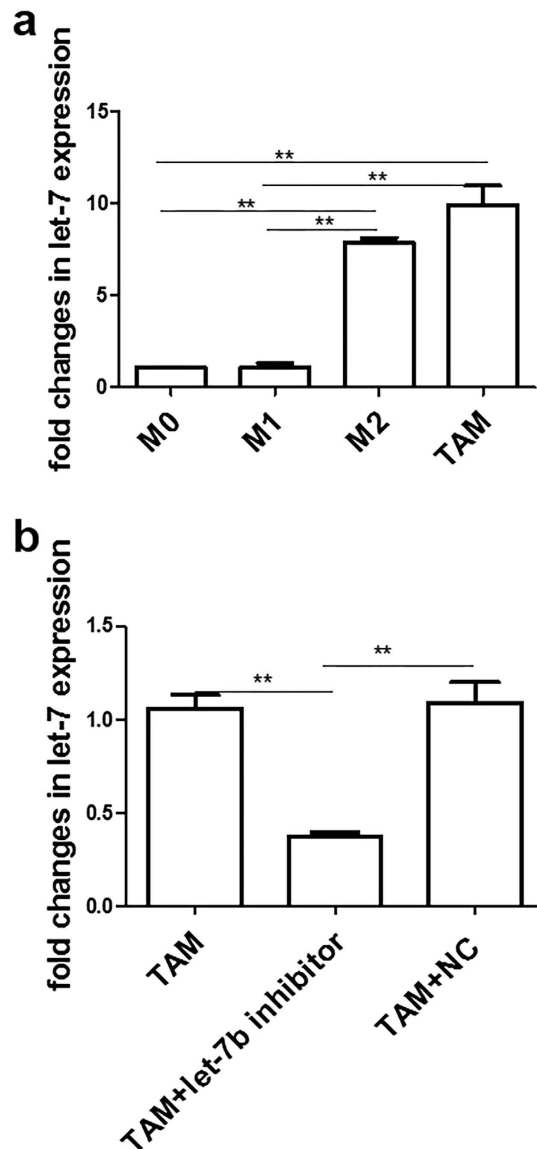 a
fold changes in let-7 expression
15
10
5
0
**
**
**
**
M0
M1
M2
TAM
b
fold changes in let-7 expression
1.5
1.0
0.5
0.0
**
**
TAM
TAM+let-7b inhibitor
TAM+NC